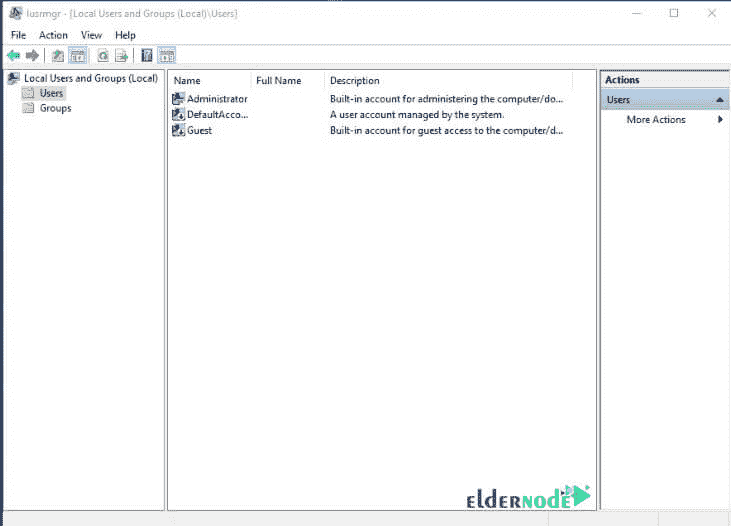 lusrmgr - [Local Users and Groups (Local)\Users]
File Action View Help
Local Users and Groups (Local)
Users
Groups
Name Full Name Description
Administrator Built-in account for administering the computer/do...
DefaultAcco... A user account managed by the system.
Guest Built-in account for guest access to the computer/d...
Actions
Users
More Actions
elderNODE